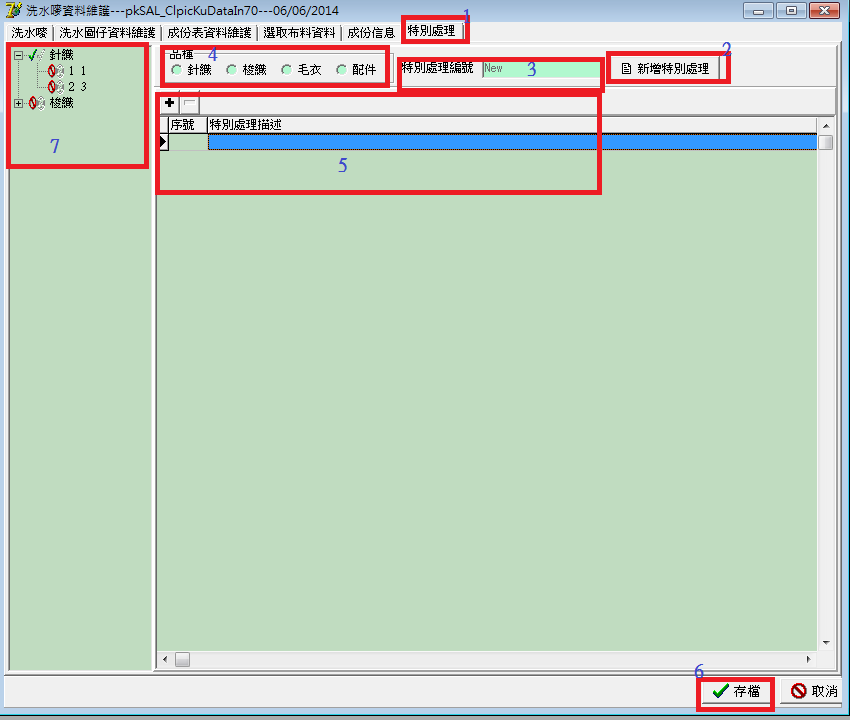 洗水嘜資料維護---pkSAL_ClpicKuDataIn70---06/06/2014
洗水嘜 洗水圖仔資料維護 成份表資料維護 選取布料資料 成份信息 特別處理
1
針織
1 1
2 3
梭織
7
品種
4
針織 梭織 毛衣 配件
特別處理編號 New
3
新增特別處理
2
序號 特別處理描述
5
6
存檔 取消